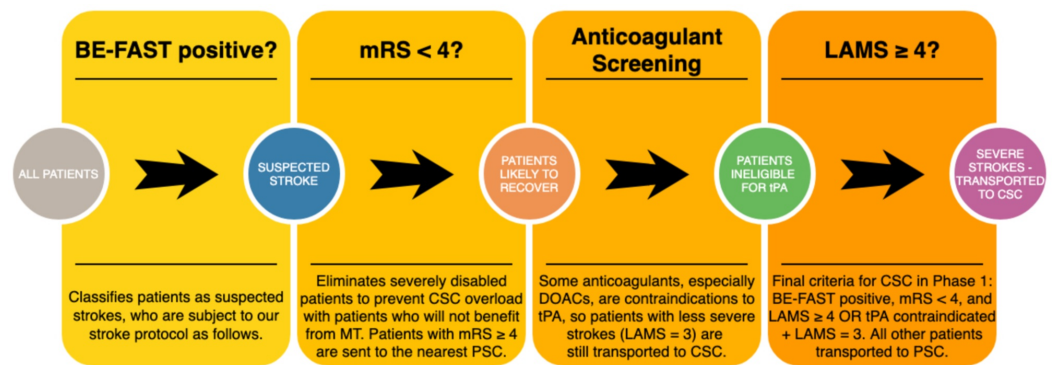 BE-FAST positive?
mRS < 4?
Anticoagulant
Screening
LAMS ≥ 4?
ALL PATIENTS
SUSPECTED
STROKE
PATIENTS
LIKELY TO
RECOVER
PATIENTS
INELIGIBLE
FOR tPA
SEVERE
STROKES -
TRANSPORTED
TO CSC
Classifies patients as suspected
strokes, who are subject to our
stroke protocol as follows.
Eliminates severely disabled
patients to prevent CSC overload
with patients who will not benefit
from MT. Patients with mRS ≥ 4
are sent to the nearest PSC.
Some anticoagulants, especially
DOACs, are contraindications to
tPA, so patients with less severe
strokes (LAMS = 3) are
still transported to CSC.
Final criteria for CSC in Phase 1:
BE-FAST positive, mRS < 4, and
LAMS ≥ 4 OR tPA contraindicated
+ LAMS = 3. All other patients
transported to PSC.